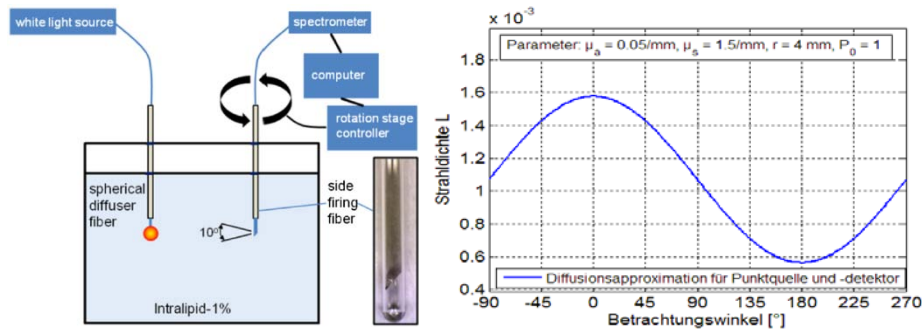 white light source
spectrometer
computer
rotation stage
controller
spherical
diffuser
fiber
side
firing
fiber
10º
Intralipid-1%
x 10⁻³
Parameter: μₐ = 0.05/mm, μₛ = 1.5/mm, r = 4 mm, P₀ = 1
1.8
1.6
1.4
1.2
1
0.8
0.6
0.4
Strahldichte L
Diffusionsapproximation für Punktquelle und -detektor
-90 -45 0 45 90 135 180 225 270
Betrachtungswinkel [°]